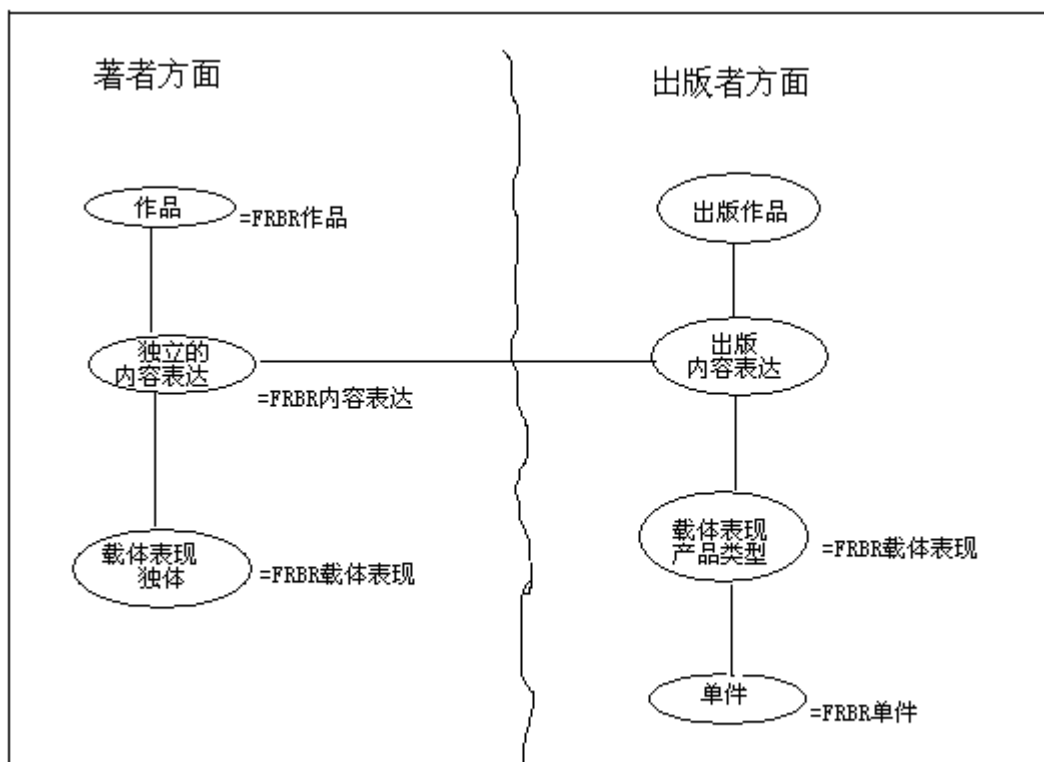 著者方面
出版者方面
作品
=FRBR作品
出版作品
独立的
内容表达
=FRBR内容表达
出版
内容表达
载体表现
独体
=FRBR载体表现
载体表现
产品类型
=FRBR载体表现
单件
=FRBR单件